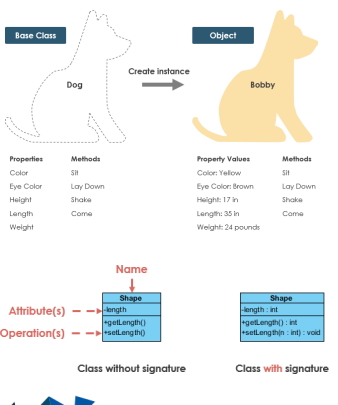 Base Class
Object
Create instance
Dog
Bobby
Properties Methods
Color Sit
Eye Color Lay Down
Height Shake
Length Come
Weight
Property Values Methods
Color: Yellow Sit
Eye Color: Brown Lay Down
Height: 17 in Shake
Length: 35 in Come
Weight: 24 pounds
Name
Shape
Attribute(s) -length
+getLength()
Operation(s) +setLength()
Class without signature
Shape
-length : int
+getLength() : int
+setLength(n : int) : void
Class with signature